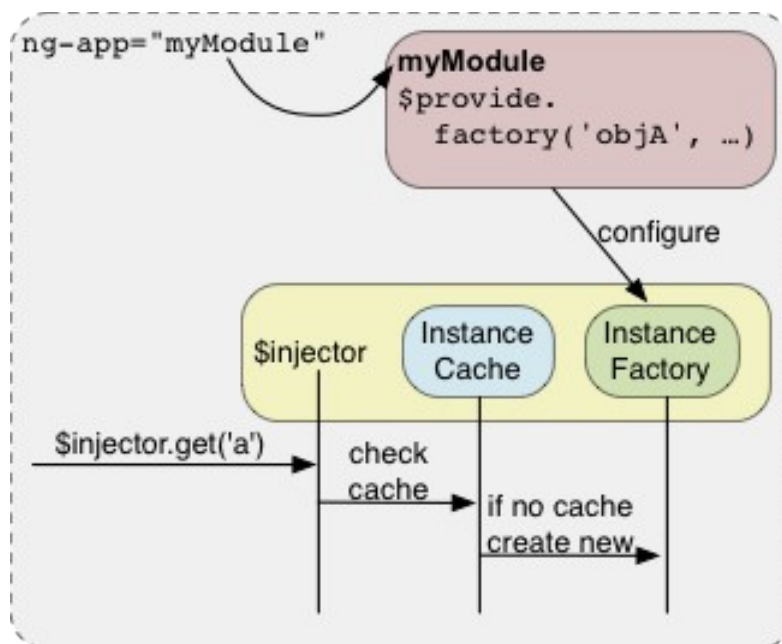 ng-app="myModule"
myModule
$provide.
factory('objA', …)
configure
$injector
Instance
Cache
Instance
Factory
$injector.get('a')
check
cache
if no cache
create new